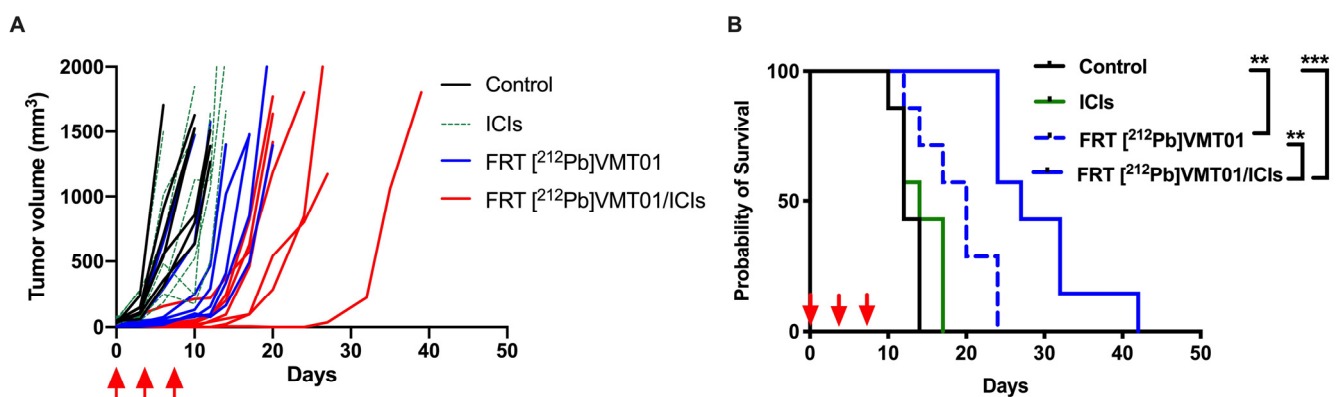 A
Tumor volume (mm³)
2000
1500
1000
500
0
0 10 20 30 40 50
Days
Control
ICIs
FRT [²¹²Pb]VMT01
FRT [²¹²Pb]VMT01/ICIs
B
Probability of Survival
100
50
0
0 10 20 30 40 50
Days
Control
ICIs
FRT [²¹²Pb]VMT01
FRT [²¹²Pb]VMT01/ICIs
** ***
**